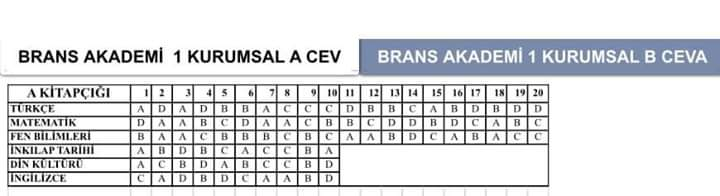 BRANS AKADEMİ 1 KURUMSAL A CEV
BRANS AKADEMİ 1 KURUMSAL B CEVA
A KİTAPÇIĞI 1 2 3 4 5 6 7 8 9 10 11 12 13 14 15 16 17 18 19 20
TÜRKÇE A D A D B B A C C C D B B C A B D B D D
MATEMATİK D A A B C D A A C B B C D D B D C A B C
FEN BİLİMLERİ B A A C B B B C B C A A B D C A B A C C
İNKILAP TARİHİ A B D B C A C C B A
DİN KÜLTÜRÜ A C B D A B C C B D
İNGİLİZCE C A D B D C A A B D